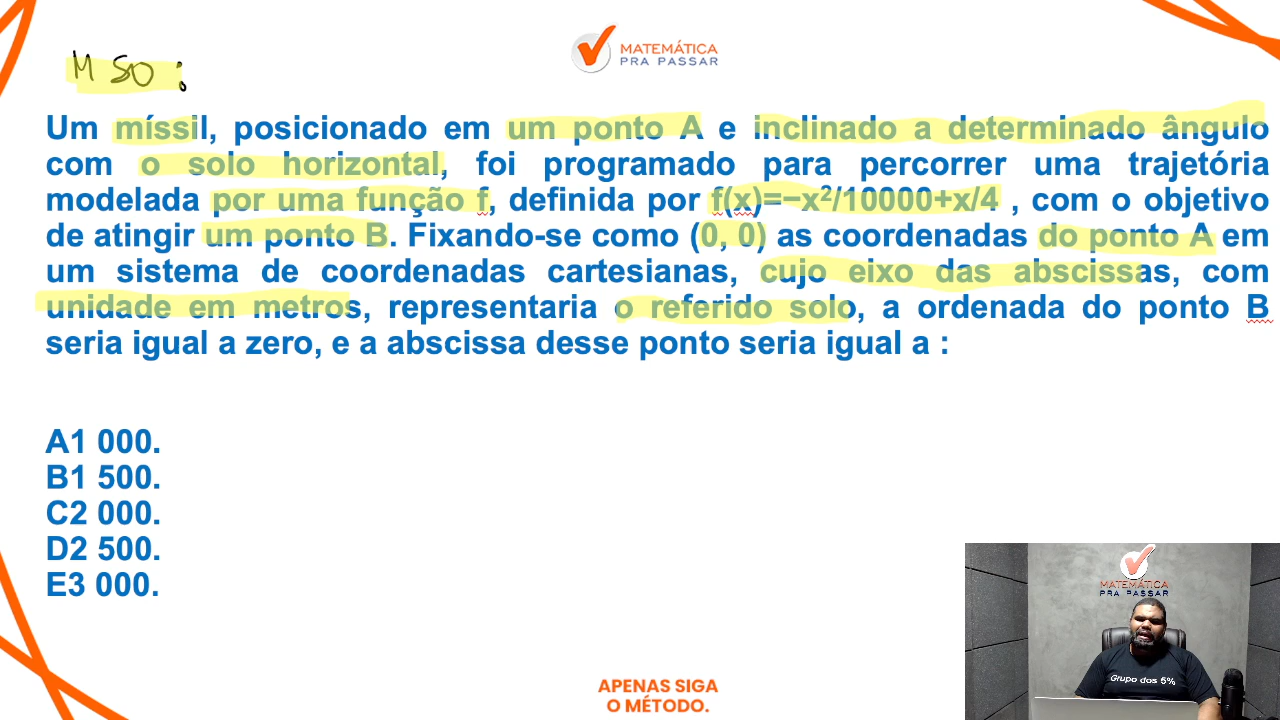 MATEMÁTICA
PRA PASSAR
M SO :
Um míssil, posicionado em um ponto A e inclinado a determinado ângulo
com o solo horizontal, foi programado para percorrer uma trajetória
modelada por uma função f, definida por f(x)=−x²/10000+x/4 , com o objetivo
de atingir um ponto B. Fixando-se como (0, 0) as coordenadas do ponto A em
um sistema de coordenadas cartesianas, cujo eixo das abscissas, com
unidade em metros, representaria o referido solo, a ordenada do ponto B
seria igual a zero, e a abscissa desse ponto seria igual a :
A1 000.
B1 500.
C2 000.
D2 500.
E3 000.
MATEMÁTICA
PRA PASSAR
Grupo dos 5%
APENAS SIGA
O MÉTODO.